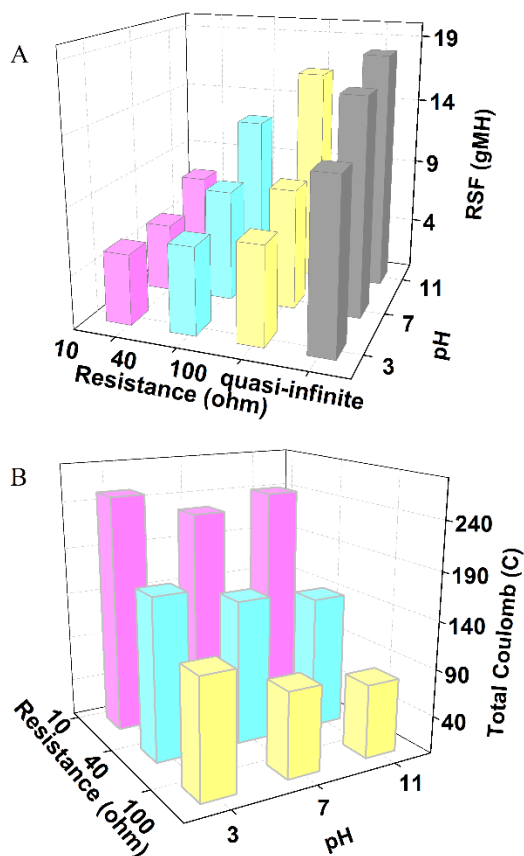 A
19
14
9
4
RSF (gMH)
11
7
3
pH
10
40
100
quasi-infinite
Resistance (ohm)
B
240
190
140
90
40
Total Coulomb (C)
10
40
100
Resistance (ohm)
3
7
11
pH